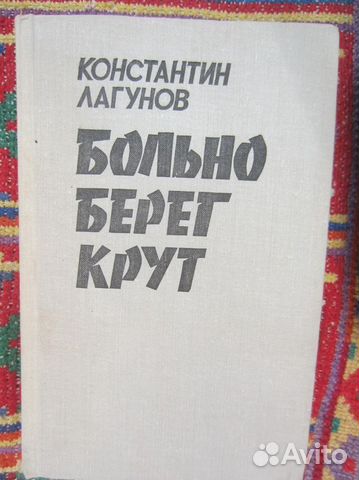 КОНСТАНТИН
ЛАГУНОВ
БОЛЬНО
БЕРЕГ
КРУТ
Avito